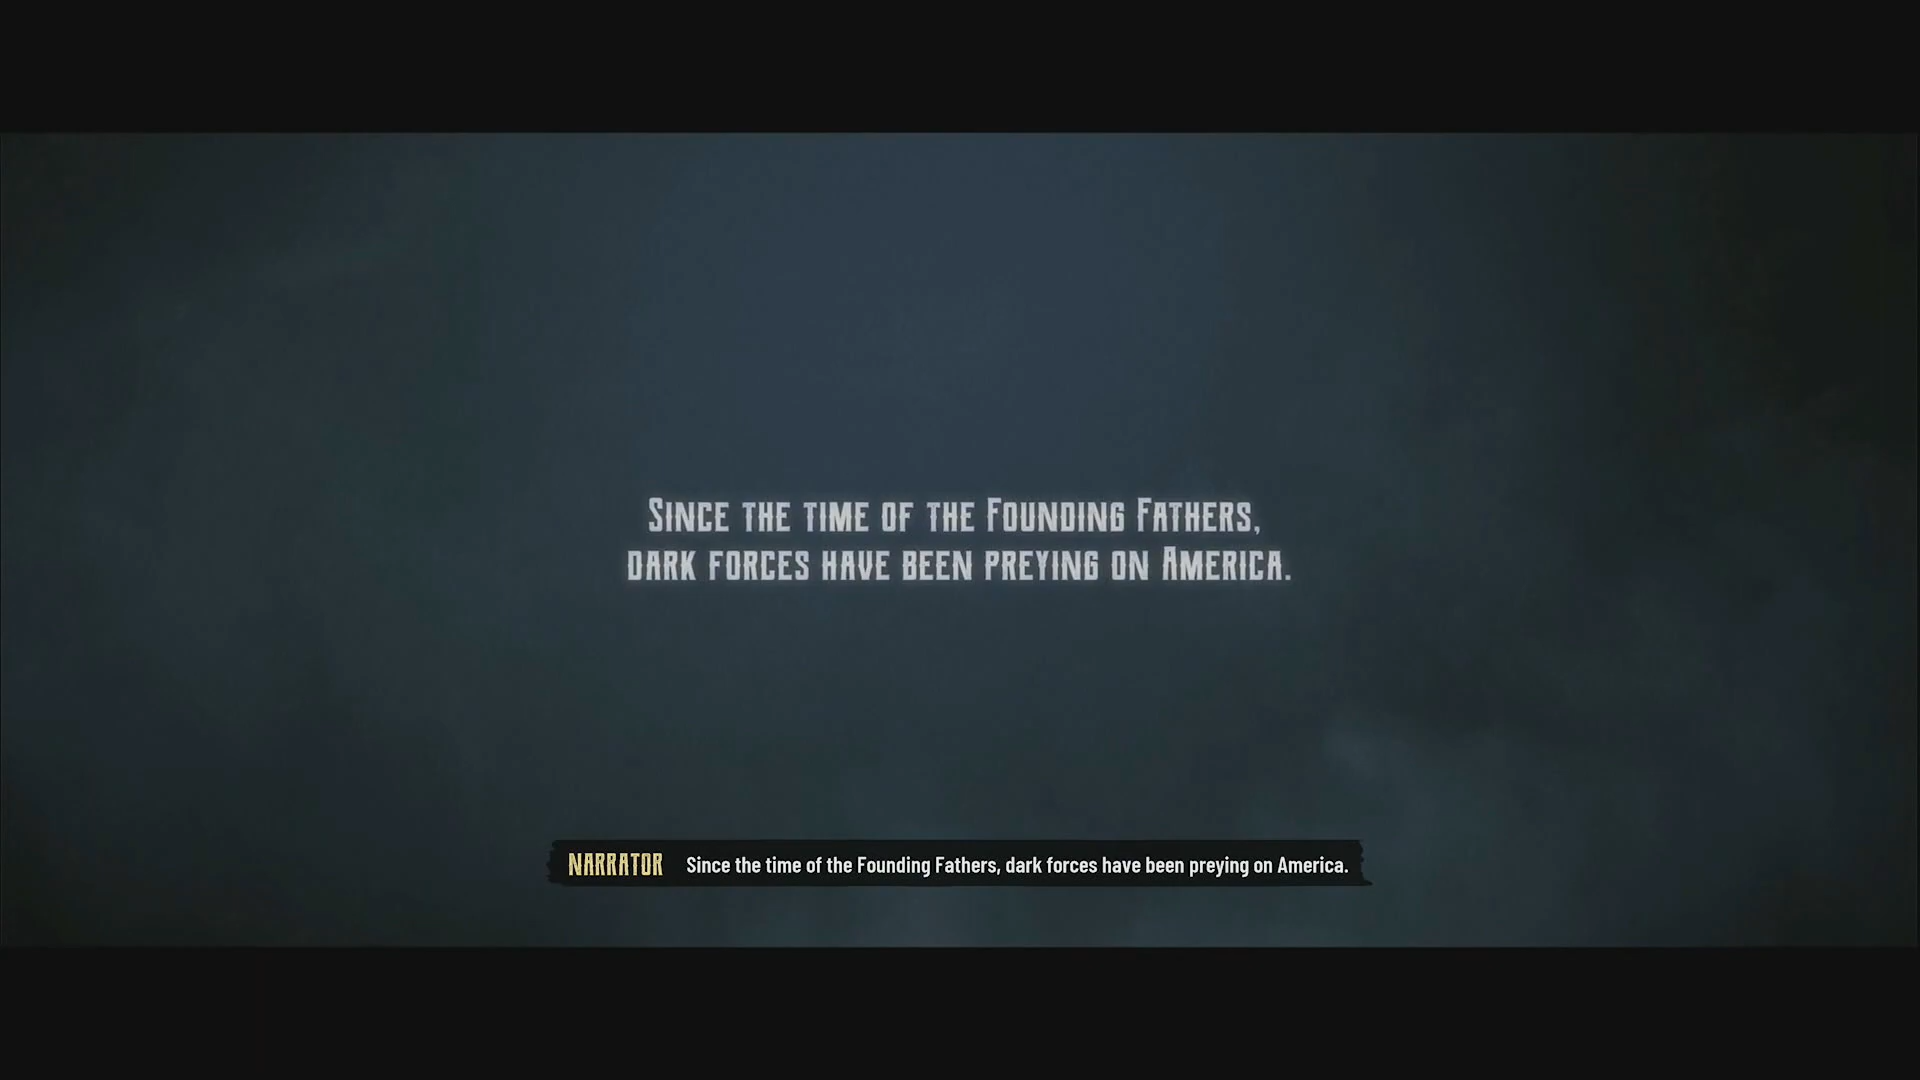 Since the time of the Founding Fathers,
dark forces have been preying on America.
NARRATOR Since the time of the Founding Fathers, dark forces have been preying on America.